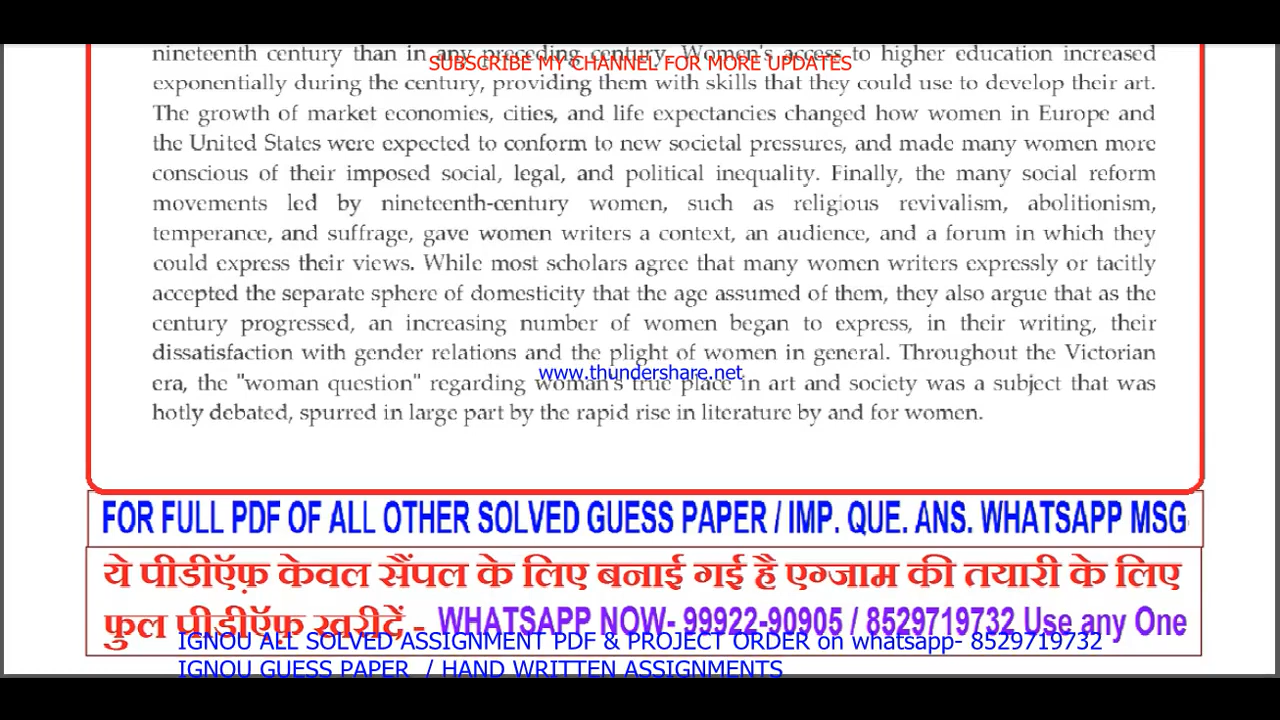 nineteenth century than in any preceding century. Women's access to higher education increased
SUBSCRIBE MY CHANNEL FOR MORE UPDATES
exponentially during the century, providing them with skills that they could use to develop their art.
The growth of market economies, cities, and life expectancies changed how women in Europe and
the United States were expected to conform to new societal pressures, and made many women more
conscious of their imposed social, legal, and political inequality. Finally, the many social reform
movements led by nineteenth-century women, such as religious revivalism, abolitionism,
temperance, and suffrage, gave women writers a context, an audience, and a forum in which they
could express their views. While most scholars agree that many women writers expressly or tacitly
accepted the separate sphere of domesticity that the age assumed of them, they also argue that as the
century progressed, an increasing number of women began to express, in their writing, their
dissatisfaction with gender relations and the plight of women in general. Throughout the Victorian
www.thundershare.net
era, the "woman question" regarding woman's true place in art and society was a subject that was
hotly debated, spurred in large part by the rapid rise in literature by and for women.
FOR FULL PDF OF ALL OTHER SOLVED GUESS PAPER / IMP. QUE. ANS. WHATSAPP MSG
ये पीडीऍफ़ केवल सैंपल के लिए बनाई गई है एग्जाम की तयारी के लिए
फुल पीडीऍफ खरीदें - WHATSAPP NOW- 99922-90905 / 8529719732 Use any One
IGNOU ALL SOLVED ASSIGNMENT PDF & PROJECT ORDER on whatsapp- 8529719732
IGNOU GUESS PAPER / HAND WRITTEN ASSIGNMENTS